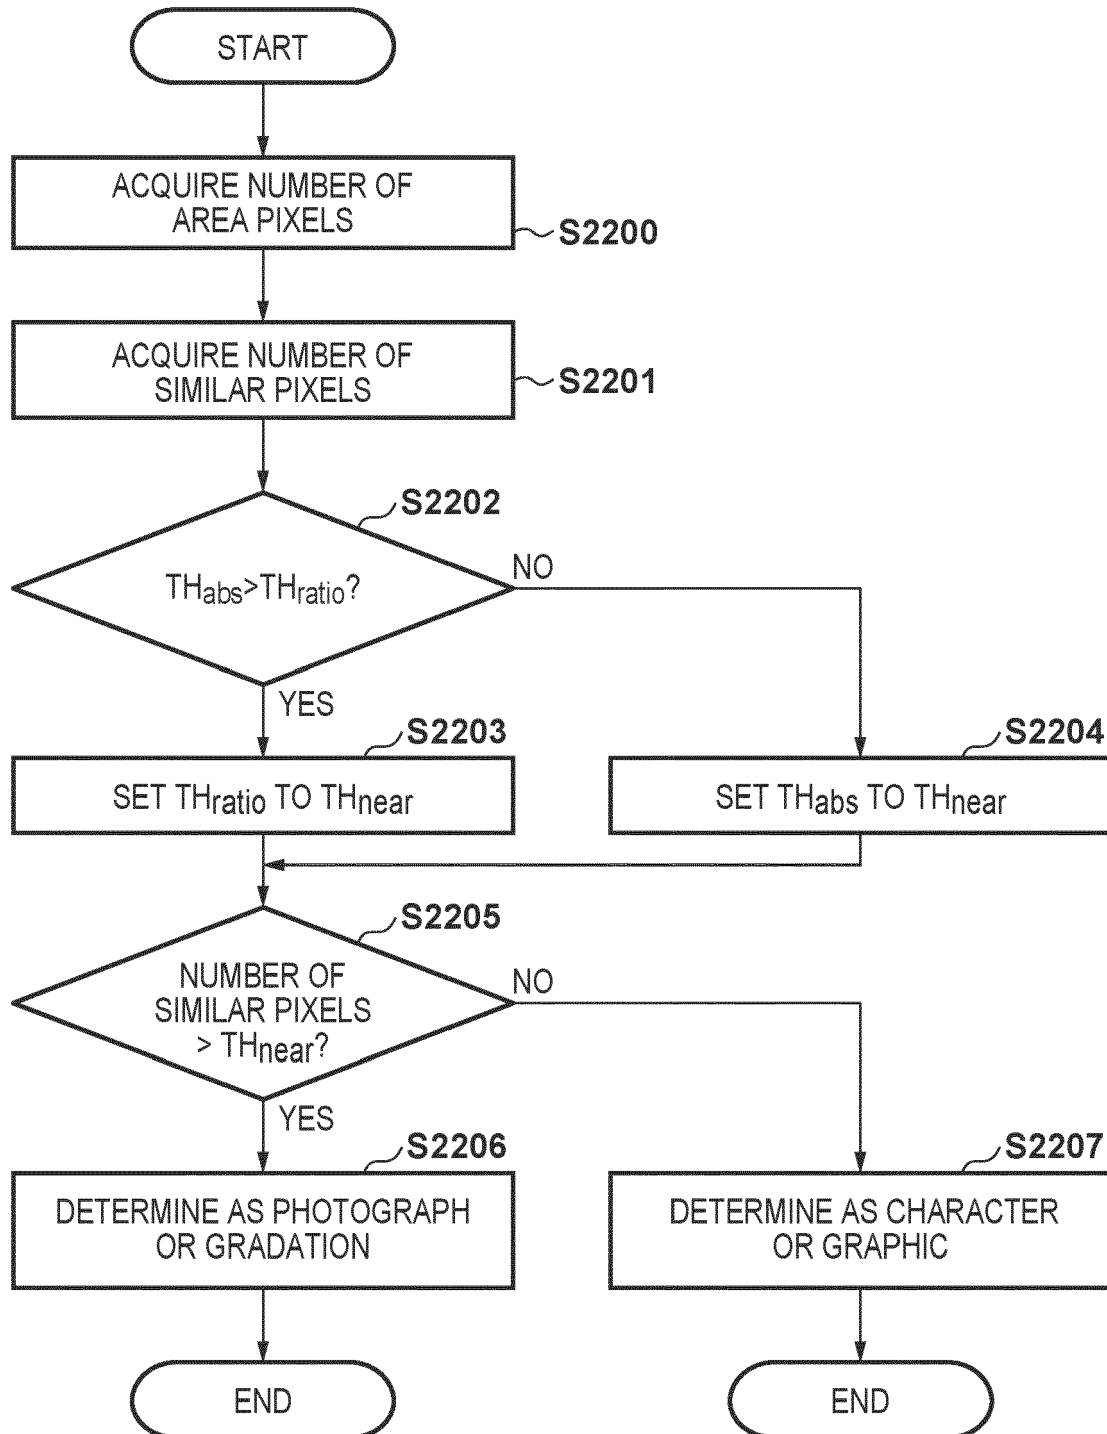 START
ACQUIRE NUMBER OF
AREA PIXELS
S2200
ACQUIRE NUMBER OF
SIMILAR PIXELS
S2201
S2202
THabs>THratio?
NO
YES
S2203
SET THratio TO THnear
S2204
SET THabs TO THnear
S2205
NUMBER OF
SIMILAR PIXELS
> THnear?
NO
YES
S2206
DETERMINE AS PHOTOGRAPH
OR GRADATION
S2207
DETERMINE AS CHARACTER
OR GRAPHIC
END
END